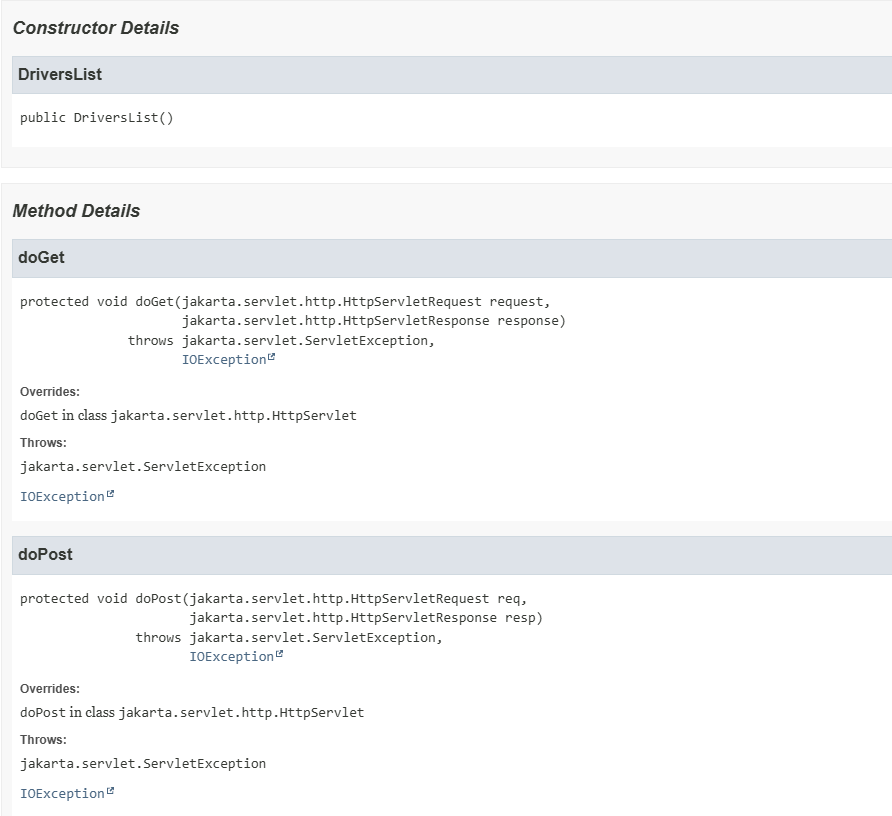 Constructor Details
DriversList
public DriversList()
Method Details
doGet
protected void doGet(jakarta.servlet.http.HttpServletRequest request,
jakarta.servlet.http.HttpServletResponse response)
throws jakarta.servlet.ServletException,
IOException
Overrides:
doGet in class jakarta.servlet.http.HttpServlet
Throws:
jakarta.servlet.ServletException
IOException
doPost
protected void doPost(jakarta.servlet.http.HttpServletRequest req,
jakarta.servlet.http.HttpServletResponse resp)
throws jakarta.servlet.ServletException,
IOException
Overrides:
doPost in class jakarta.servlet.http.HttpServlet
Throws:
jakarta.servlet.ServletException
IOException